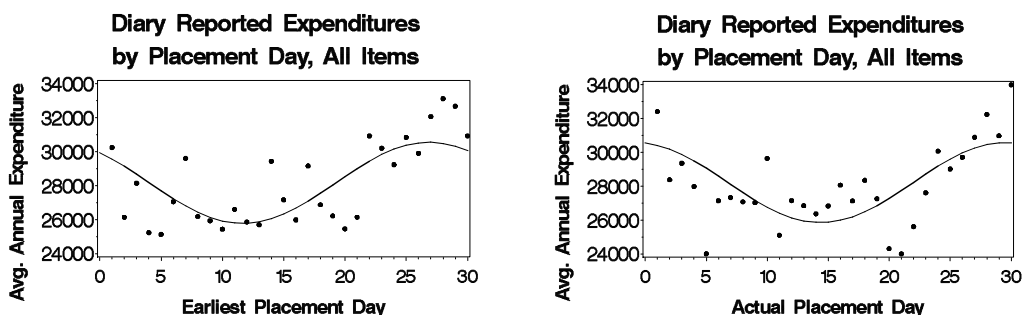 Diary Reported Expenditures
by Placement Day, All Items
Avg. Annual Expenditure
34000
32000
30000
28000
26000
24000
0 5 10 15 20 25 30
Earliest Placement Day
Diary Reported Expenditures
by Placement Day, All Items
Avg. Annual Expenditure
34000
32000
30000
28000
26000
24000
0 5 10 15 20 25 30
Actual Placement Day